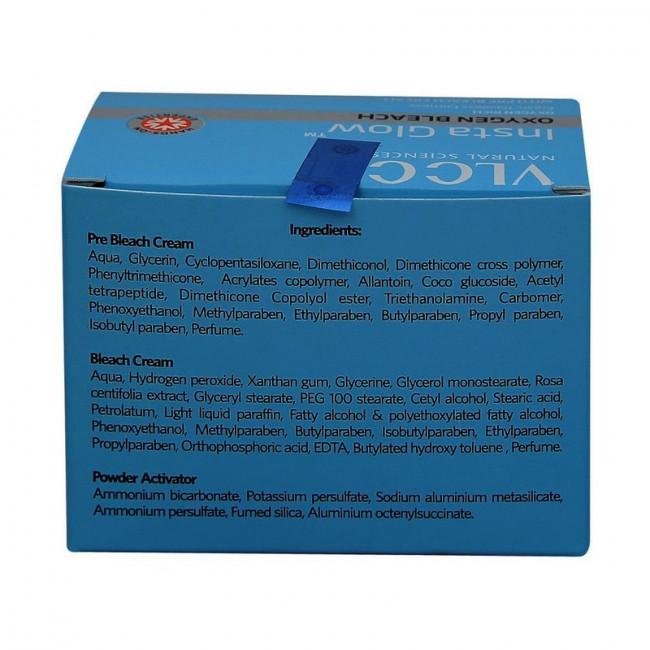 VLCC
NATURAL SCIENCES
Insta Glow™
OXYGEN BLEACH
OXYGEN RICH
Ingredients:
Pre Bleach Cream
Aqua, Glycerin, Cyclopentasiloxane, Dimethiconol, Dimethicone cross polymer,
Phenyltrimethicone, Acrylates copolymer, Allantoin, Coco glucoside, Acetyl
tetrapeptide, Dimethicone Copolyol ester, Triethanolamine, Carbomer,
Phenoxyethanol, Methylparaben, Ethylparaben, Butylparaben, Propyl paraben,
Isobutyl paraben, Perfume.
Bleach Cream
Aqua, Hydrogen peroxide, Xanthan gum, Glycerine, Glycerol monostearate, Rosa
centifolia extract, Glyceryl stearate, PEG 100 stearate, Cetyl alcohol, Stearic acid,
Petrolatum, Light liquid paraffin, Fatty alcohol & polyethoxylated fatty alcohol,
Phenoxyethanol, Methylparaben, Butylparaben, Isobutylparaben, Ethylparaben,
Propylparaben, Orthophosphoric acid, EDTA, Butylated hydroxy toluene , Perfume.
Powder Activator
Ammonium bicarbonate, Potassium persulfate, Sodium aluminium metasilicate,
Ammonium persulfate, Fumed silica, Aluminium octenylsuccinate.